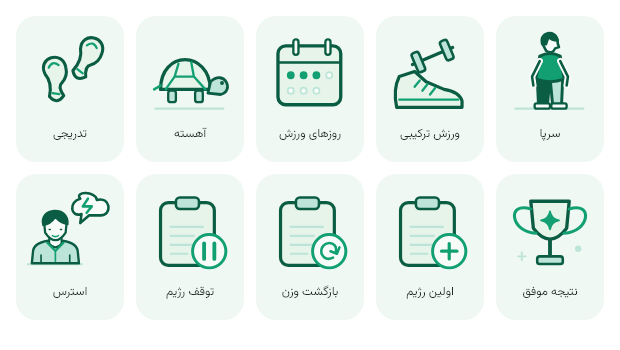 سرپا
ورزش ترکیبی
روزهای ورزش
آهسته
تدریجی
نتیجه موفق
اولین رژیم
بازگشت وزن
توقف رژیم
استرس